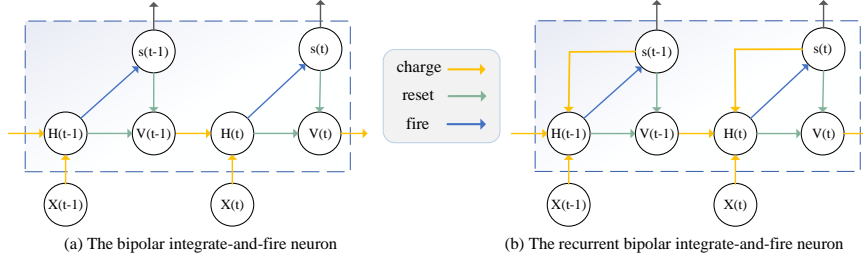 s(t-1)
s(t)
H(t-1)
V(t-1)
H(t)
V(t)
X(t-1)
X(t)
(a) The bipolar integrate-and-fire neuron
charge
reset
fire
s(t-1)
s(t)
H(t-1)
V(t-1)
H(t)
V(t)
X(t-1)
X(t)
(b) The recurrent bipolar integrate-and-fire neuron